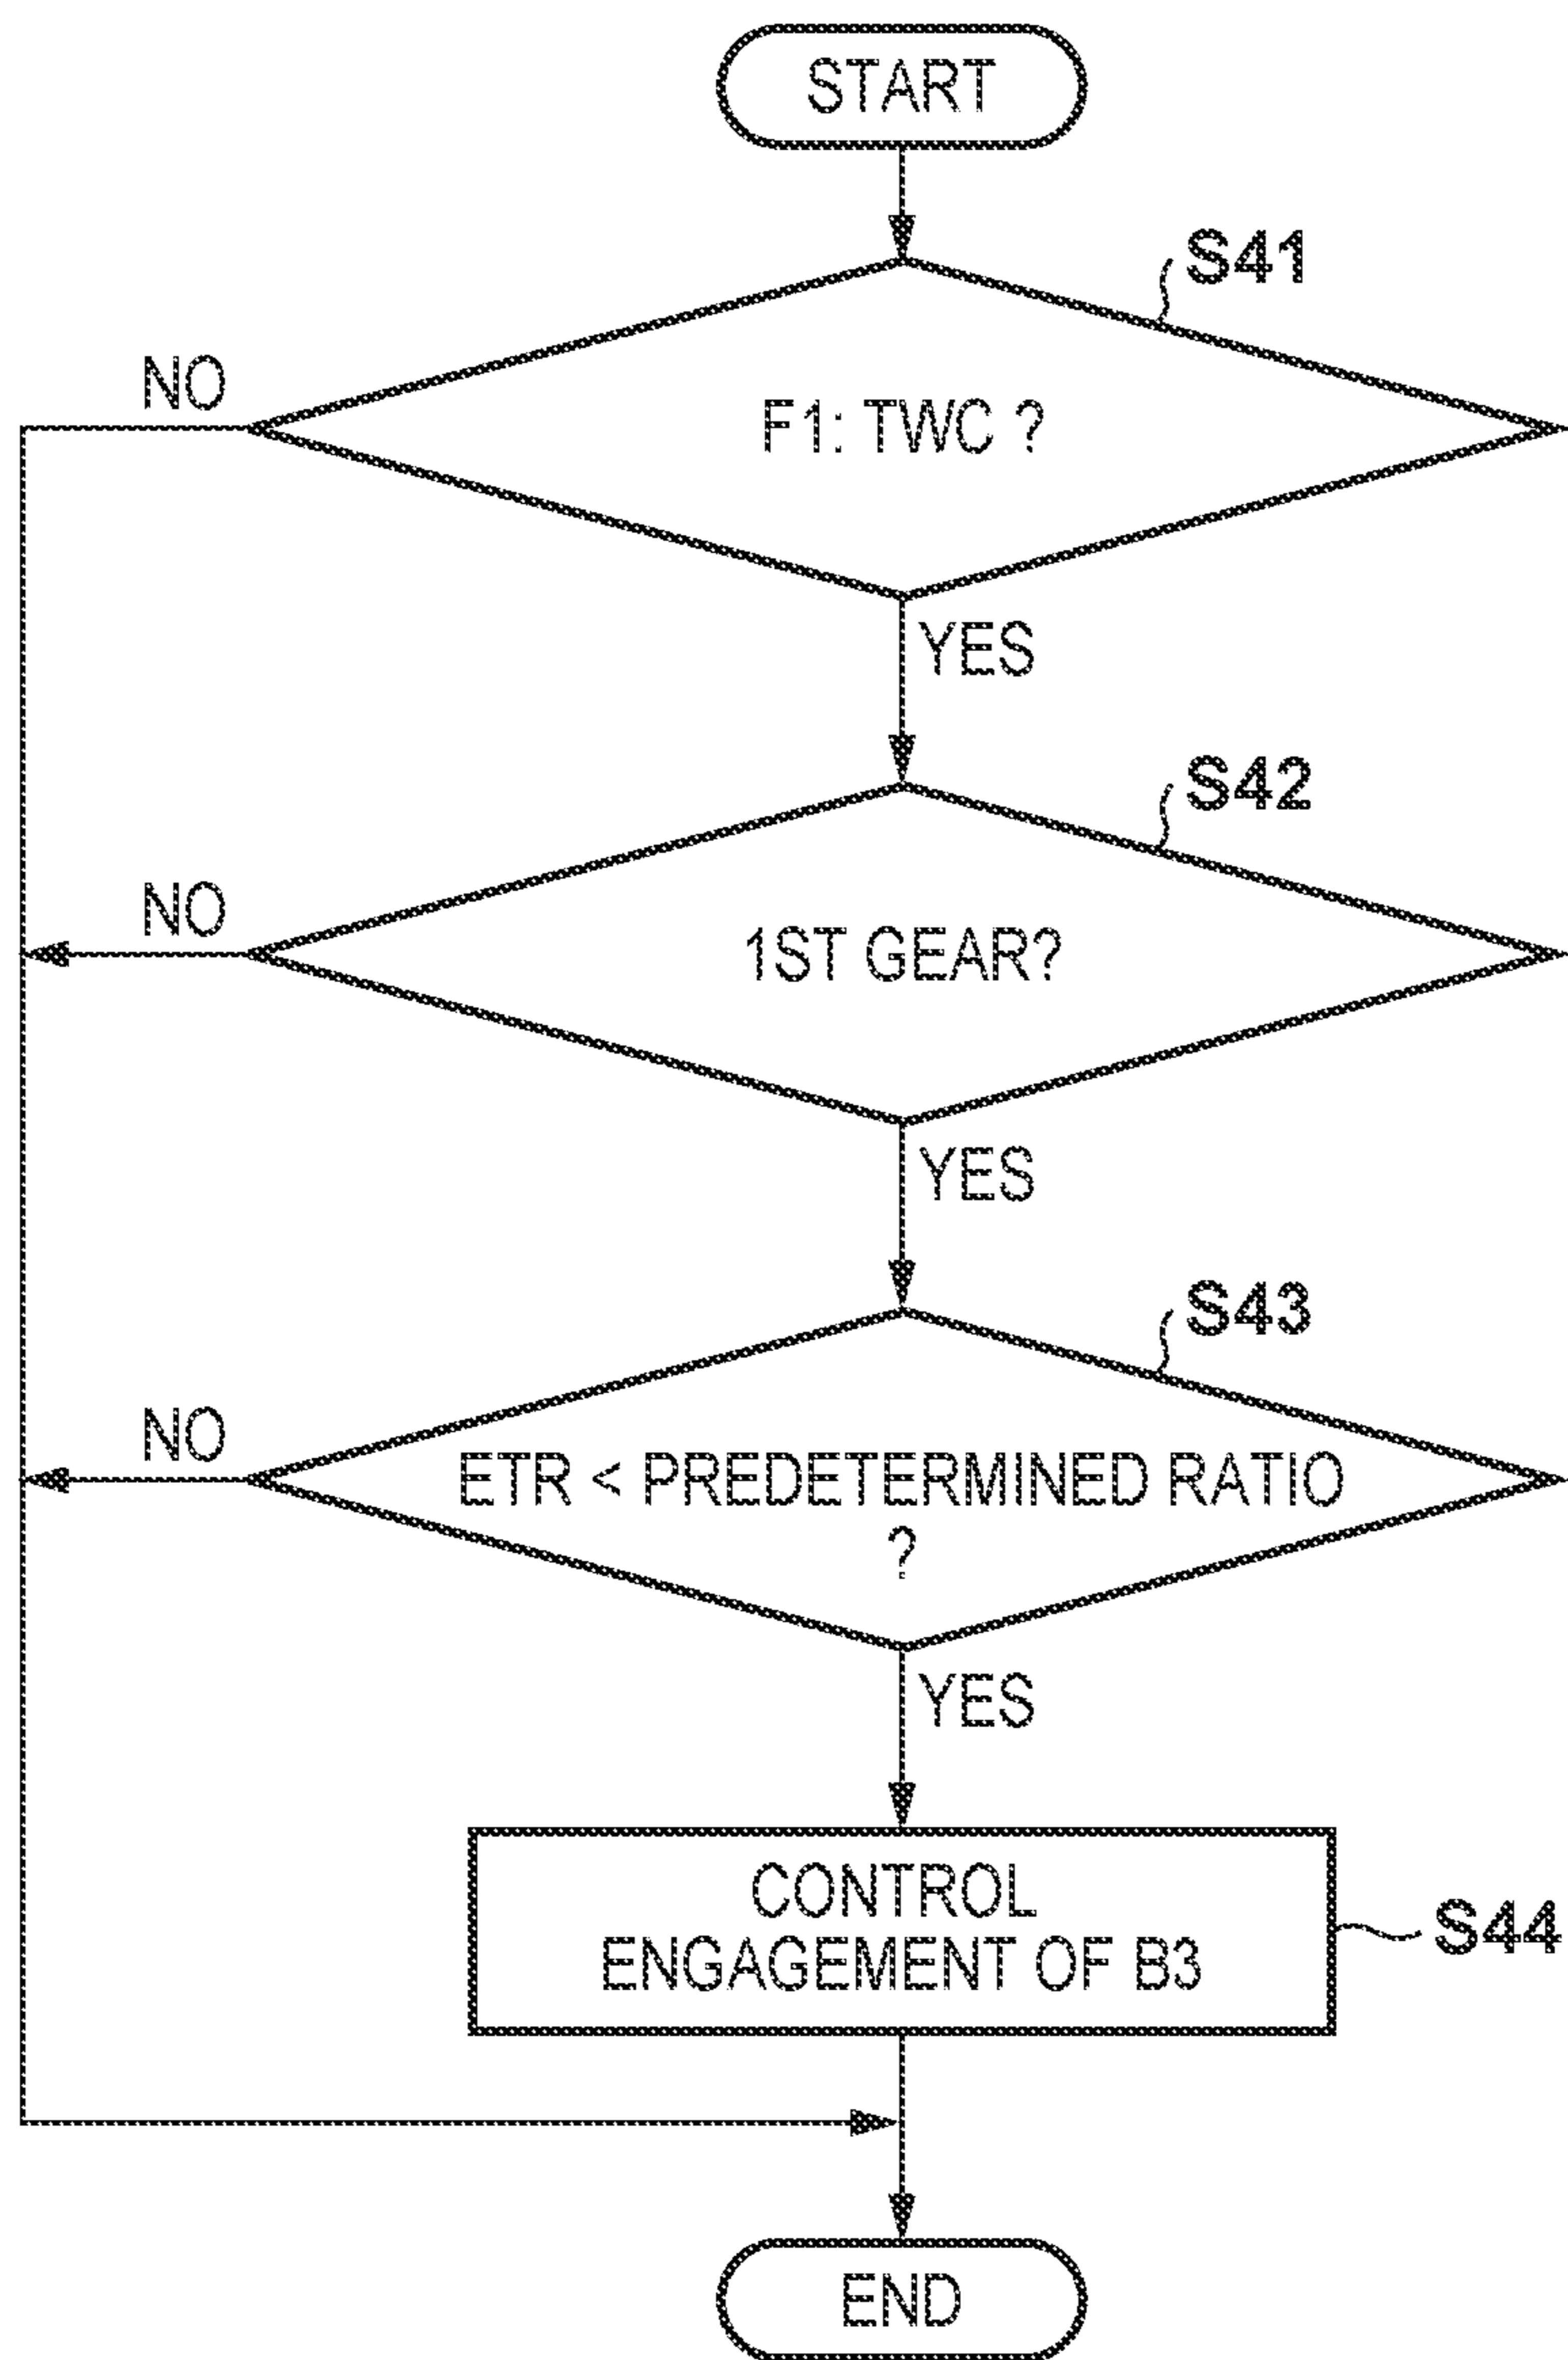 START
S41
NO
F1: TWC ?
YES
S42
NO
1ST GEAR?
YES
S43
NO
ETR < PREDETERMINED RATIO
?
YES
CONTROL
ENGAGEMENT OF B3
S44
END